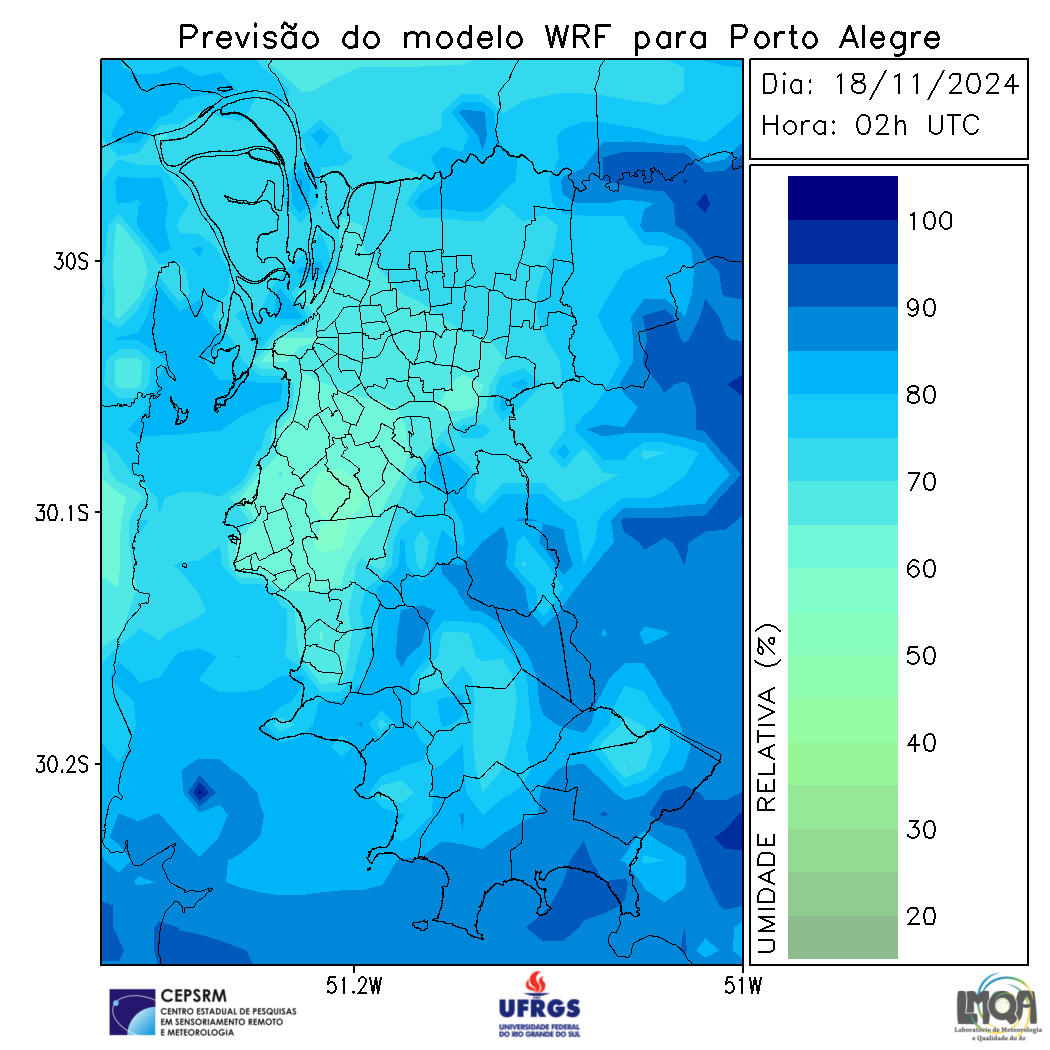 Previsão do modelo WRF para Porto Alegre
Dia: 18/11/2024
Hora: 02h UTC
30S
30.1S
30.2S
51.2W
51W
100
90
80
70
60
50
40
30
20
UMIDADE RELATIVA (%)
CEPSRM
CENTRO ESTADUAL DE PESQUISAS
EM SENSORIAMENTO REMOTO
E METEOROLOGIA
UFRGS
UNIVERSIDADE FEDERAL
DO RIO GRANDE DO SUL
LMQA
Laboratório de Meteorologia
e Qualidade do Ar